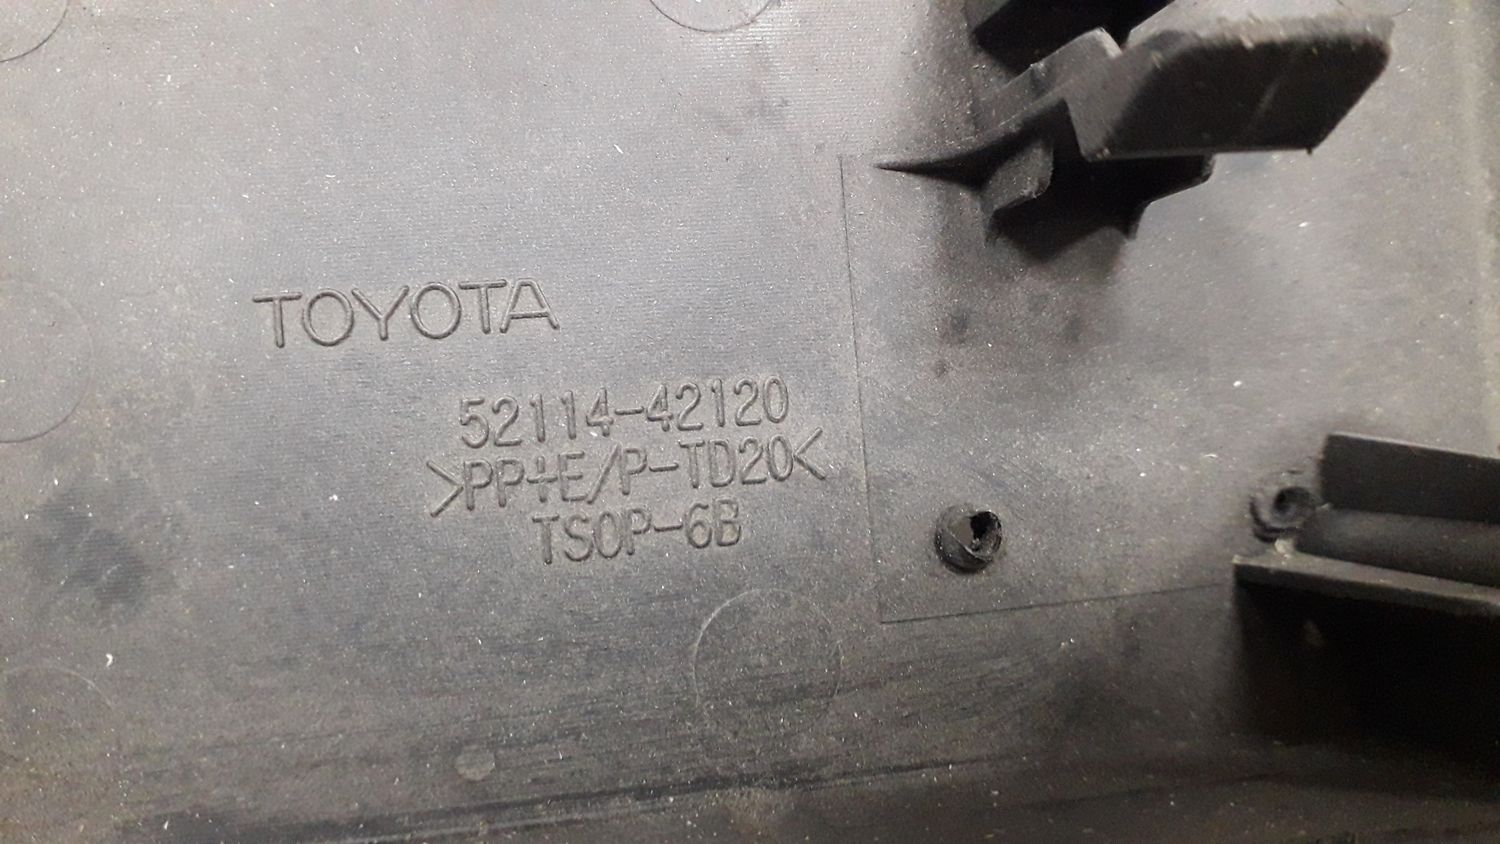 TOYOTA
52114-42120
>PP+E/P-TD20<
TSOP-6B